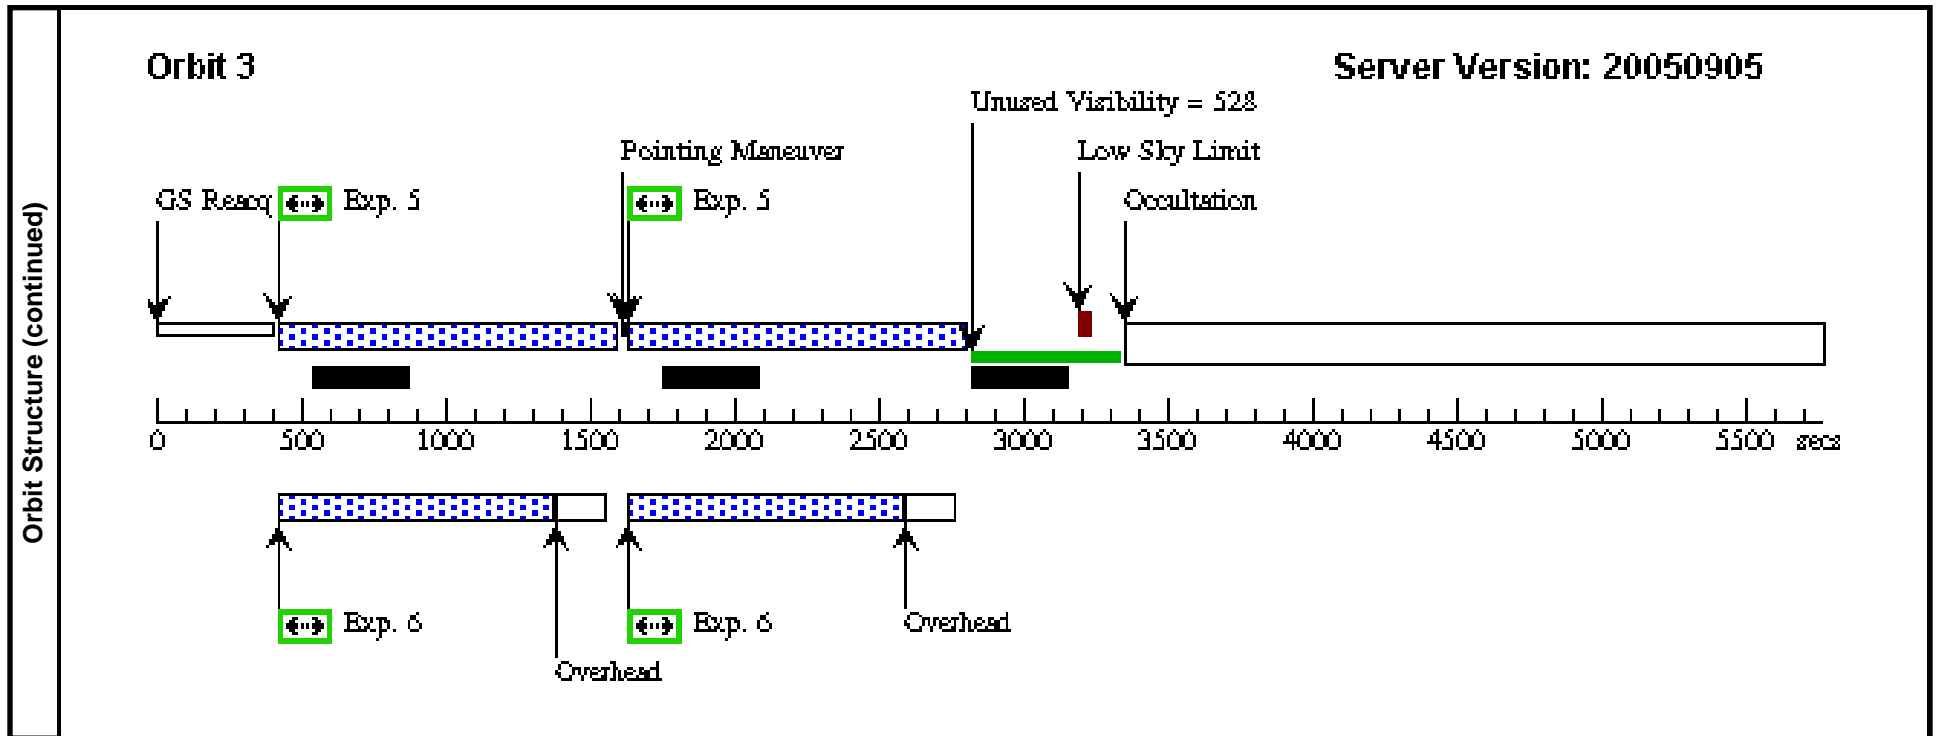 Orbit Structure (continued)
Orbit 3
Server Version: 20050905
Unused Visibility = 528
Pointing Maneuver
Low Sky Limit
GS Reacq
Exp. 5
Exp. 5
Occultation
0 500 1000 1500 2000 2500 3000 3500 4000 4500 5000 5500 secs
Exp. 6
Exp. 6
Overhead
Overhead